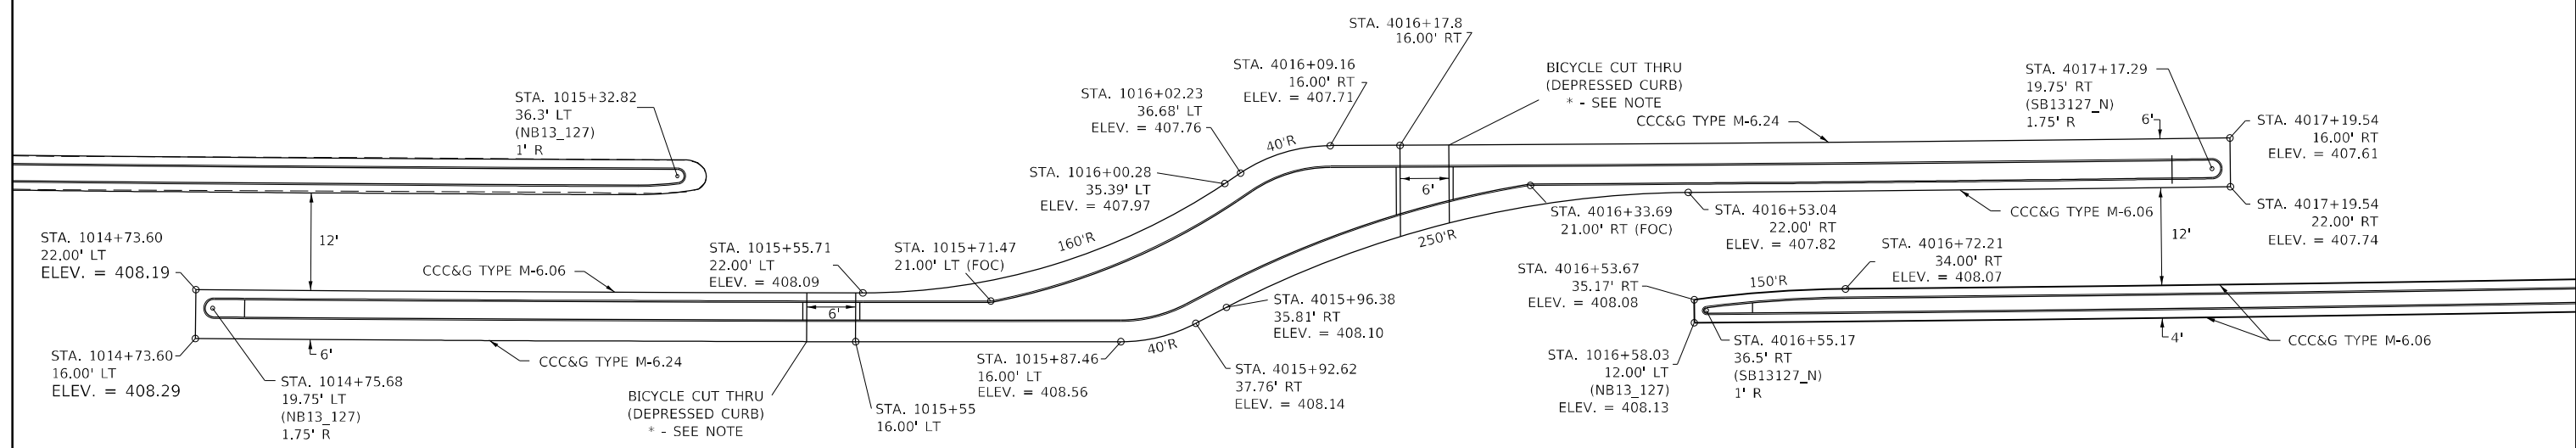 STA. 1015+32.82
36.3' LT
(NB13_127)
1' R
STA. 1014+73.60
22.00' LT
ELEV. = 408.19
12'
CCC&G TYPE M-6.06
STA. 1015+55.71
22.00' LT
ELEV. = 408.09
STA. 1015+71.47
21.00' LT (FOC)
6'
STA. 1014+73.60
16.00' LT
ELEV. = 408.29
6'
CCC&G TYPE M-6.24
STA. 1014+75.68
19.75' LT
(NB13_127)
1.75' R
BICYCLE CUT THRU
(DEPRESSED CURB)
* - SEE NOTE
STA. 1015+55
16.00' LT
STA. 1015+87.46
16.00' LT
ELEV. = 408.56
160'R
40'R
STA. 1016+00.28
35.39' LT
ELEV. = 407.97
STA. 1016+02.23
36.68' LT
ELEV. = 407.76
STA. 4016+09.16
16.00' RT
ELEV. = 407.71
40'R
STA. 4016+17.8
16.00' RT
BICYCLE CUT THRU
(DEPRESSED CURB)
* - SEE NOTE
CCC&G TYPE M-6.24
6'
250'R
STA. 4015+96.38
35.81' RT
ELEV. = 408.10
STA. 4015+92.62
37.76' RT
ELEV. = 408.14
STA. 4016+33.69
21.00' RT (FOC)
STA. 4016+53.04
22.00' RT
ELEV. = 407.82
STA. 4017+17.29
19.75' RT
(SB13127_N)
1.75' R
6'
STA. 4017+19.54
16.00' RT
ELEV. = 407.61
CCC&G TYPE M-6.06
STA. 4017+19.54
22.00' RT
ELEV. = 407.74
12'
STA. 4016+53.67
35.17' RT
ELEV. = 408.08
150'R
STA. 4016+72.21
34.00' RT
ELEV. = 408.07
STA. 1016+58.03
12.00' LT
(NB13_127)
ELEV. = 408.13
STA. 4016+55.17
36.5' RT
(SB13127_N)
1' R
4'
CCC&G TYPE M-6.06